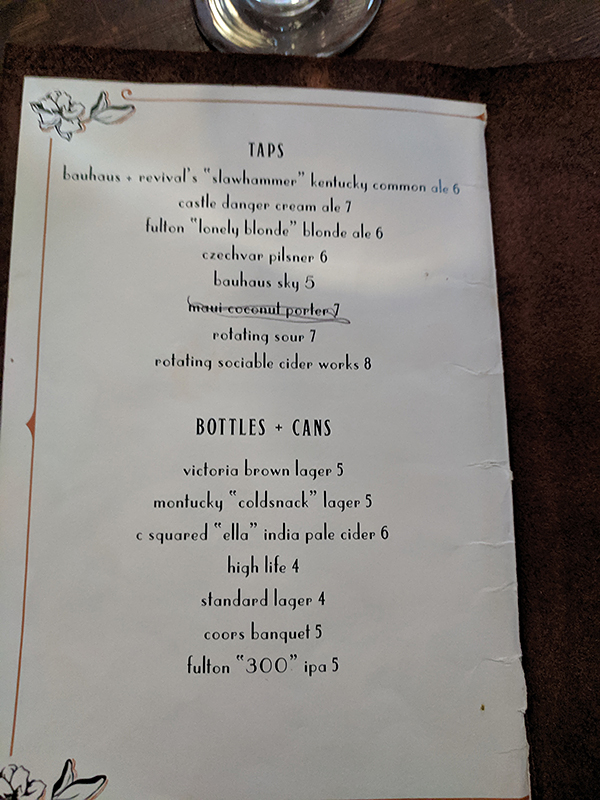 TAPS
bauhaus + revival's "slawhammer" kentucky common ale 6
castle danger cream ale 7
fulton "lonely blonde" blonde ale 6
czechvar pilsner 6
bauhaus sky 5
maui coconut porter 7
rotating sour 7
rotating sociable cider works 8
BOTTLES + CANS
victoria brown lager 5
montucky "coldsnack" lager 5
c squared "ella" india pale cider 6
high life 4
standard lager 4
coors banquet 5
fulton "300" ipa 5